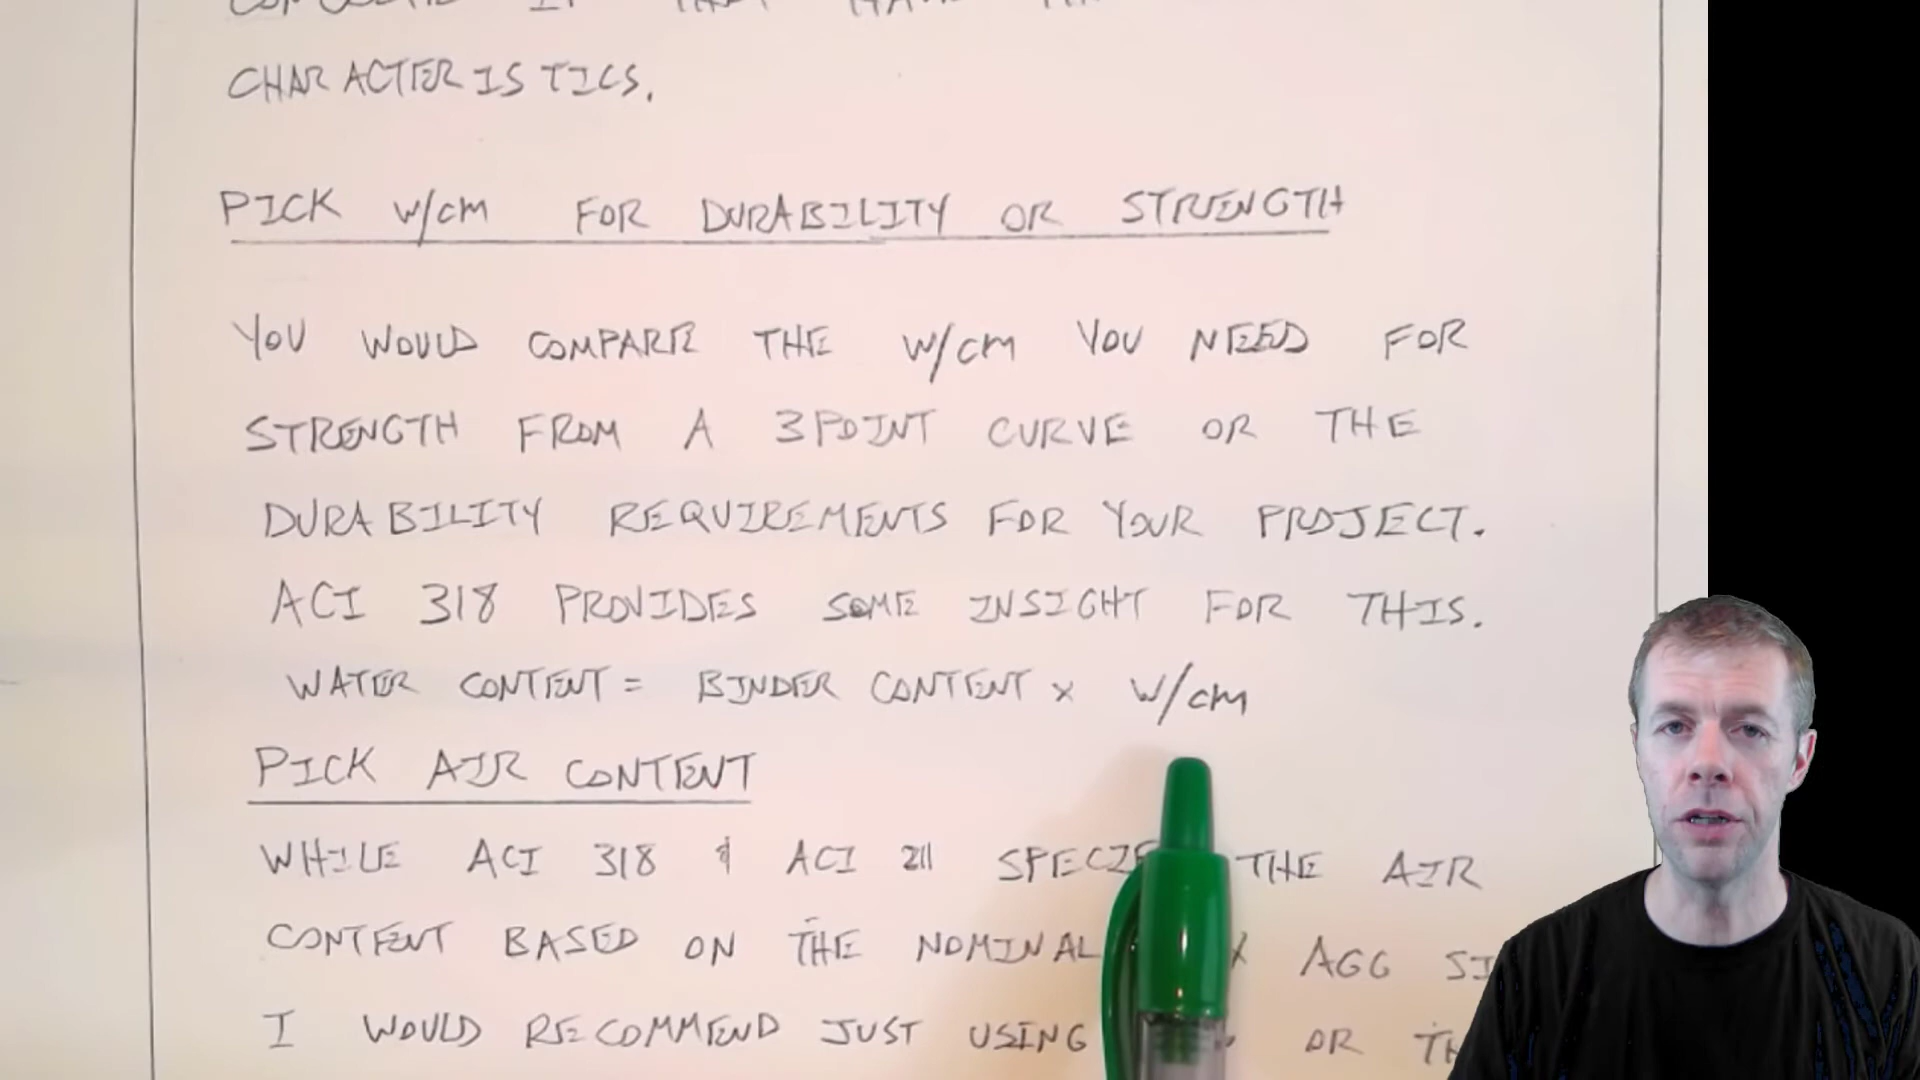 CHARACTERISTICS.
PICK w/cm FOR DURABILITY OR STRENGTH
YOU WOULD COMPARE THE w/cm YOU NEED FOR
STRENGTH FROM A 3 POINT CURVE OR THE
DURABILITY REQUIREMENTS FOR YOUR PROJECT.
ACI 318 PROVIDES SOME INSIGHT FOR THIS.
WATER CONTENT = BINDER CONTENT x w/cm
PICK AIR CONTENT
WHILE ACI 318 & ACI 211 THE AIR
CONTENT BASED ON THE NOMINAL AGG
I WOULD RECOMMEND JUST USING OR